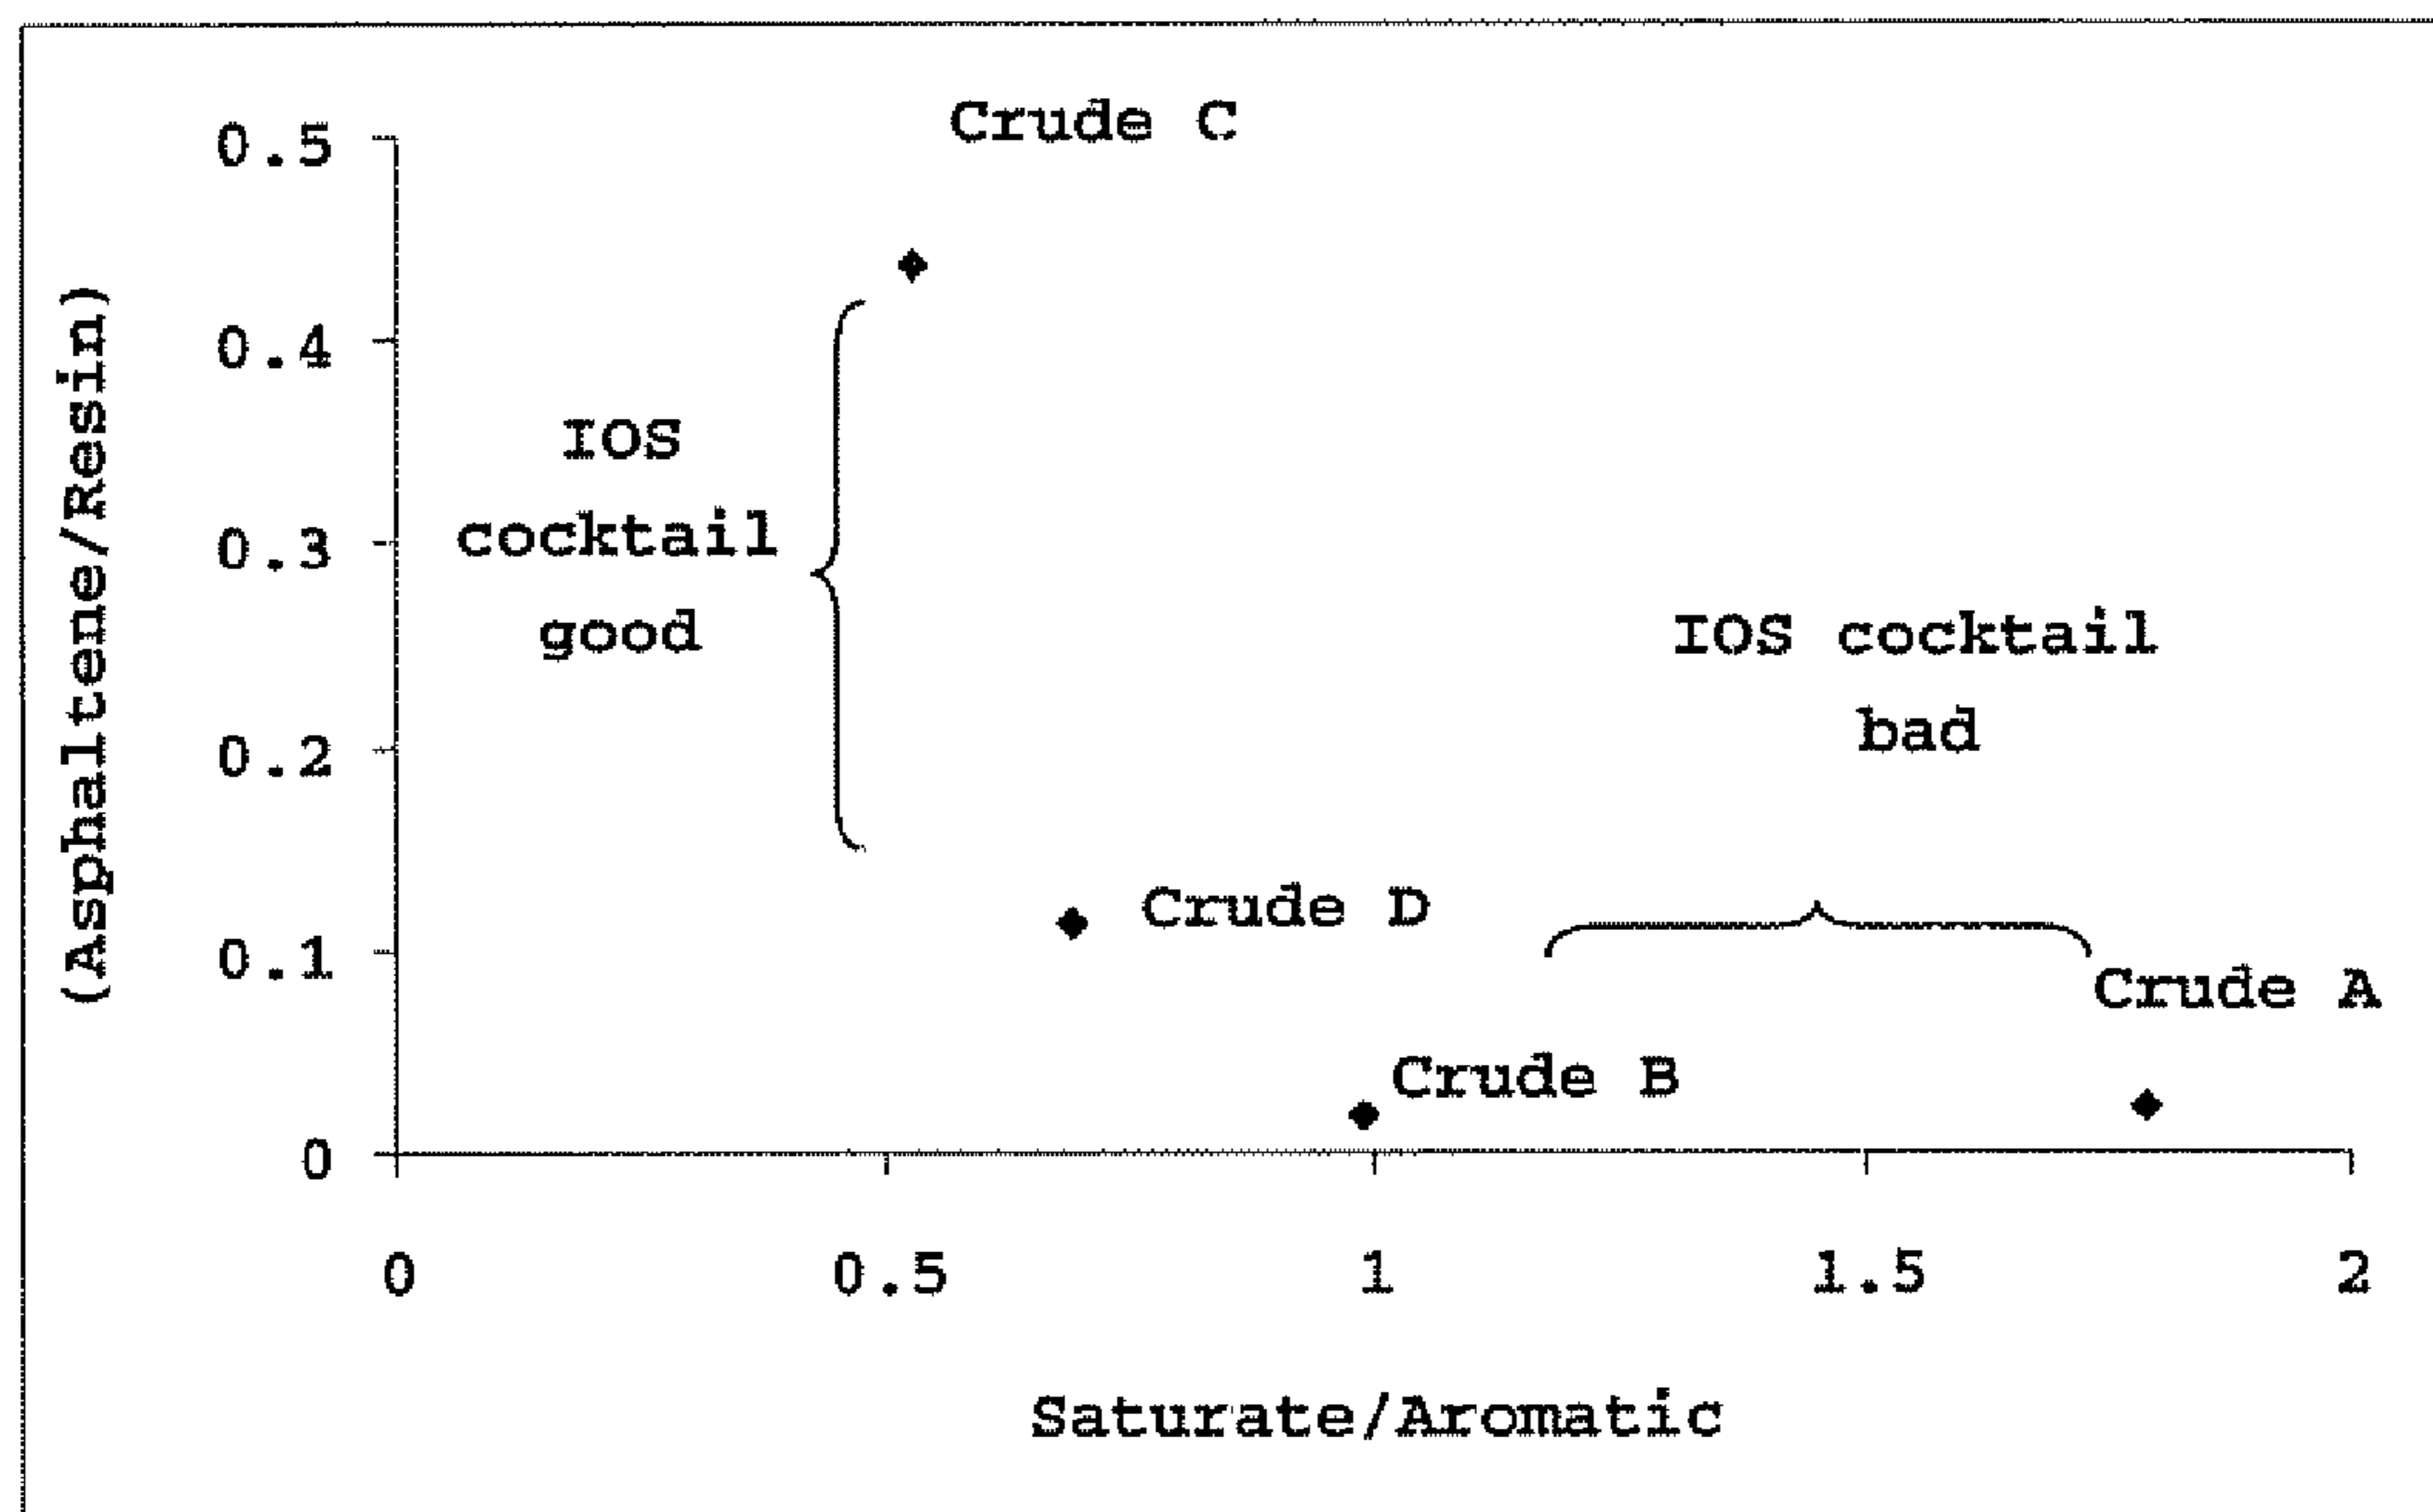 Crude C
0.5
0.4
0.3
0.2
0.1
0
(Asphaltene/Resin)
IOS
cocktail
good
IOS cocktail
bad
Crude D
Crude A
Crude B
0
0.5
1
1.5
2
Saturate/Aromatic